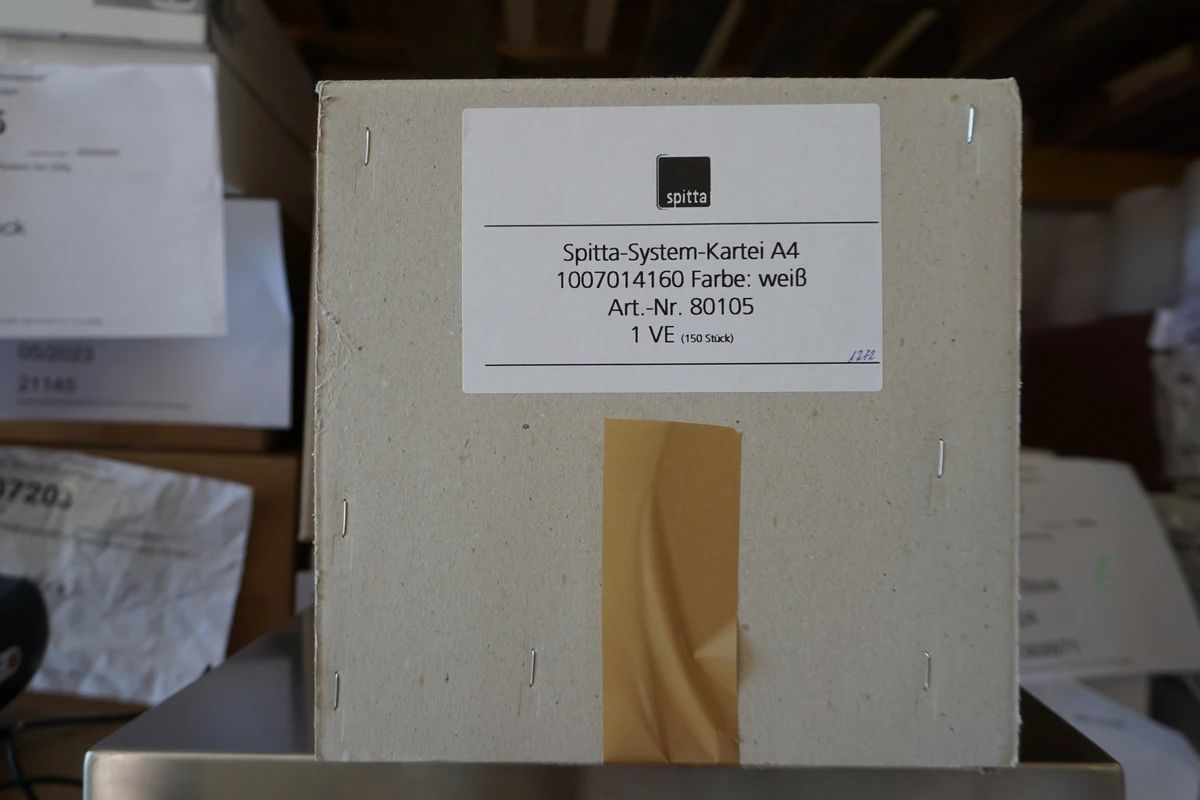 spitta
Spitta-System-Kartei A4
1007014160 Farbe: weiß
Art.-Nr. 80105
1 VE (150 Stück)
1272
05/2023
21145